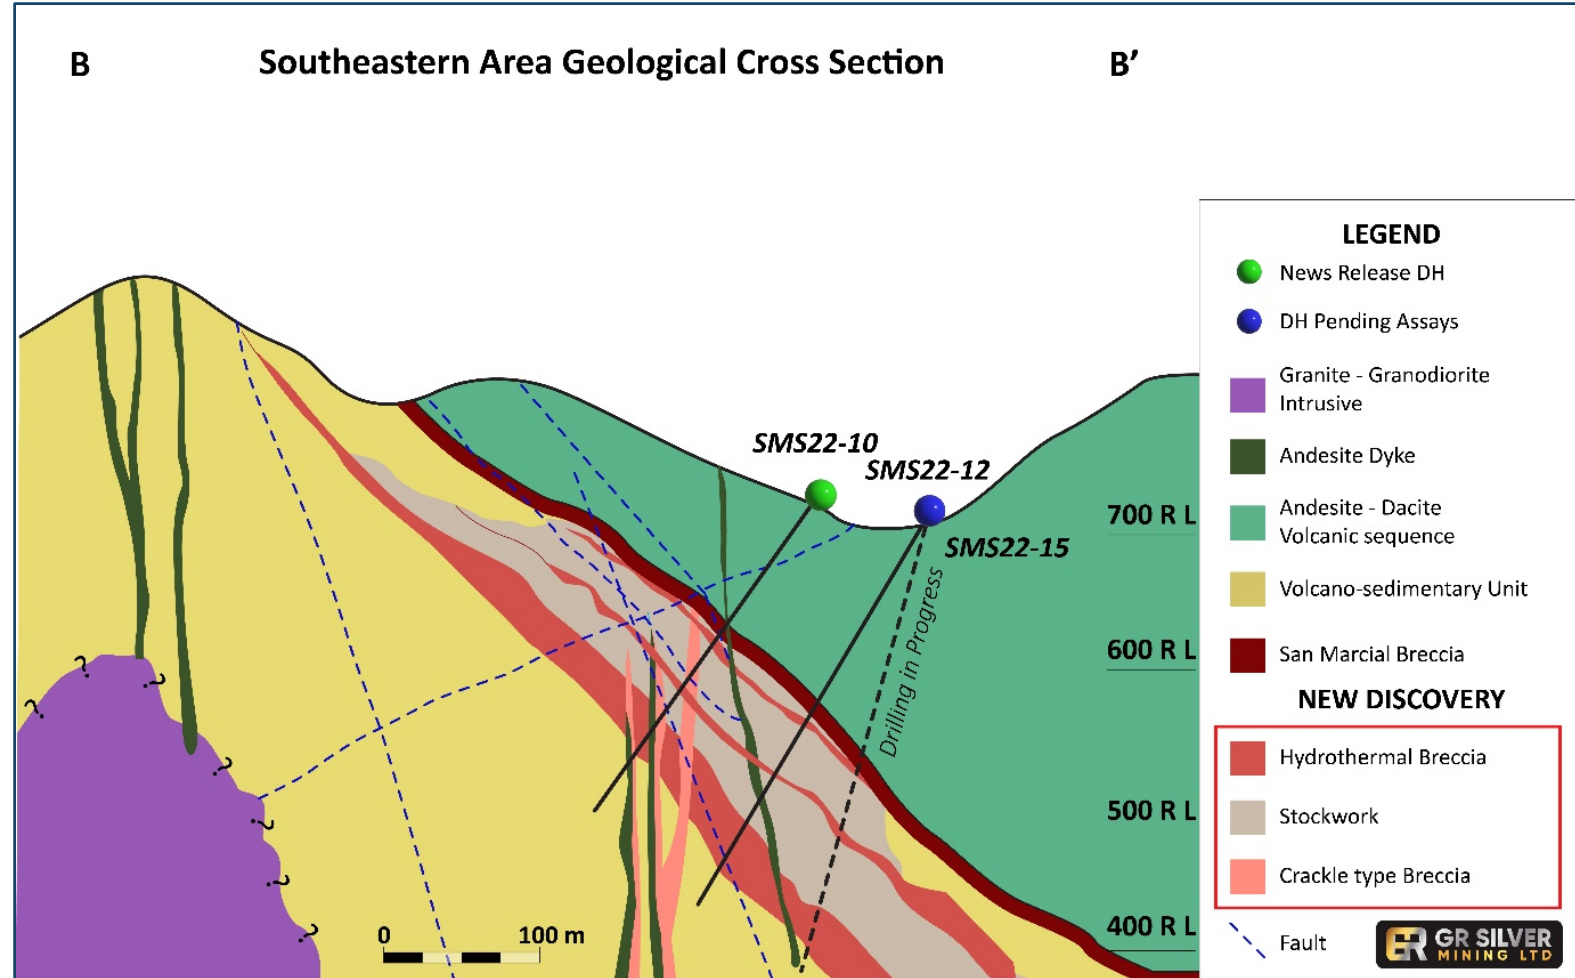 B
Southeastern Area Geological Cross Section
B’
SMS22-10
SMS22-12
SMS22-15
Drilling in Progress
700 R L
600 R L
500 R L
400 R L
?
?
?
?
?
?
?
?
0
100 m
LEGEND
News Release DH
DH Pending Assays
Granite - Granodiorite
Intrusive
Andesite Dyke
Andesite - Dacite
Volcanic sequence
Volcano-sedimentary Unit
San Marcial Breccia
NEW DISCOVERY
Hydrothermal Breccia
Stockwork
Crackle type Breccia
Fault
GR SILVER
MINING LTD